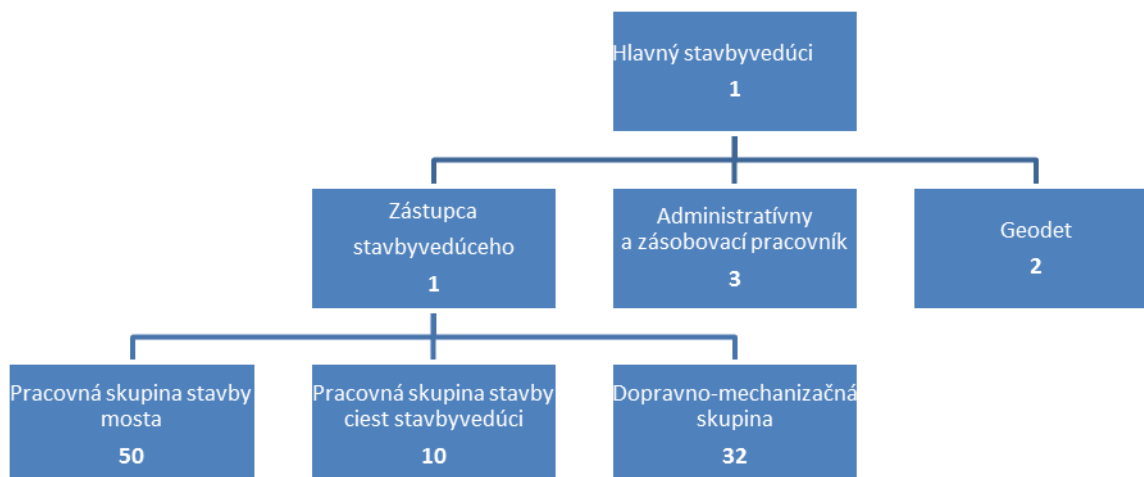 Hlavný stavbyvedúci
1
Zástupca
stavbyvedúceho
1
Administratívny
a zásobovací pracovník
3
Geodet
2
Pracovná skupina stavby
mosta
50
Pracovná skupina stavby
ciest stavbyvedúci
10
Dopravno-mechanizačná
skupina
32